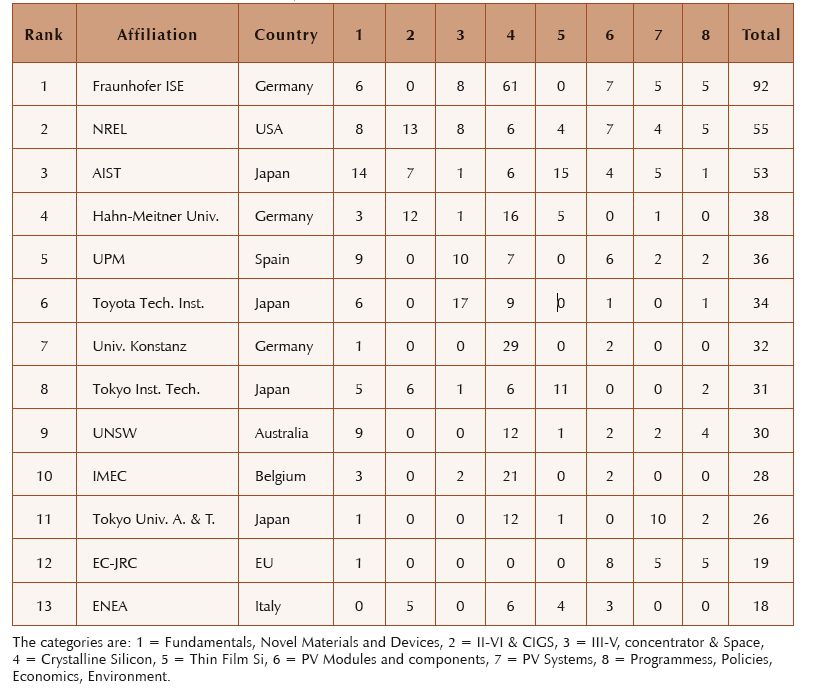 Rank Affiliation Country 1 2 3 4 5 6 7 8 Total
1 Fraunhofer ISE Germany 6 0 8 61 0 7 5 5 92
2 NREL USA 8 13 8 6 4 7 4 5 55
3 AIST Japan 14 7 1 6 15 4 5 1 53
4 Hahn-Meitner Univ. Germany 3 12 1 16 5 0 1 0 38
5 UPM Spain 9 0 10 7 0 6 2 2 36
6 Toyota Tech. Inst. Japan 6 0 17 9 0 1 0 1 34
7 Univ. Konstanz Germany 1 0 0 29 0 2 0 0 32
8 Tokyo Inst. Tech. Japan 5 6 1 6 11 0 0 2 31
9 UNSW Australia 9 0 0 12 1 2 2 4 30
10 IMEC Belgium 3 0 2 21 0 2 0 0 28
11 Tokyo Univ. A. & T. Japan 1 0 0 12 1 0 10 2 26
12 EC-JRC EU 1 0 0 0 0 8 5 5 19
13 ENEA Italy 0 5 0 6 4 3 0 0 18
The categories are: 1 = Fundamentals, Novel Materials and Devices, 2 = II-VI & CIGS, 3 = III-V, concentrator & Space,
4 = Crystalline Silicon, 5 = Thin Film Si, 6 = PV Modules and components, 7 = PV Systems, 8 = Programmess, Policies,
Economics, Environment.